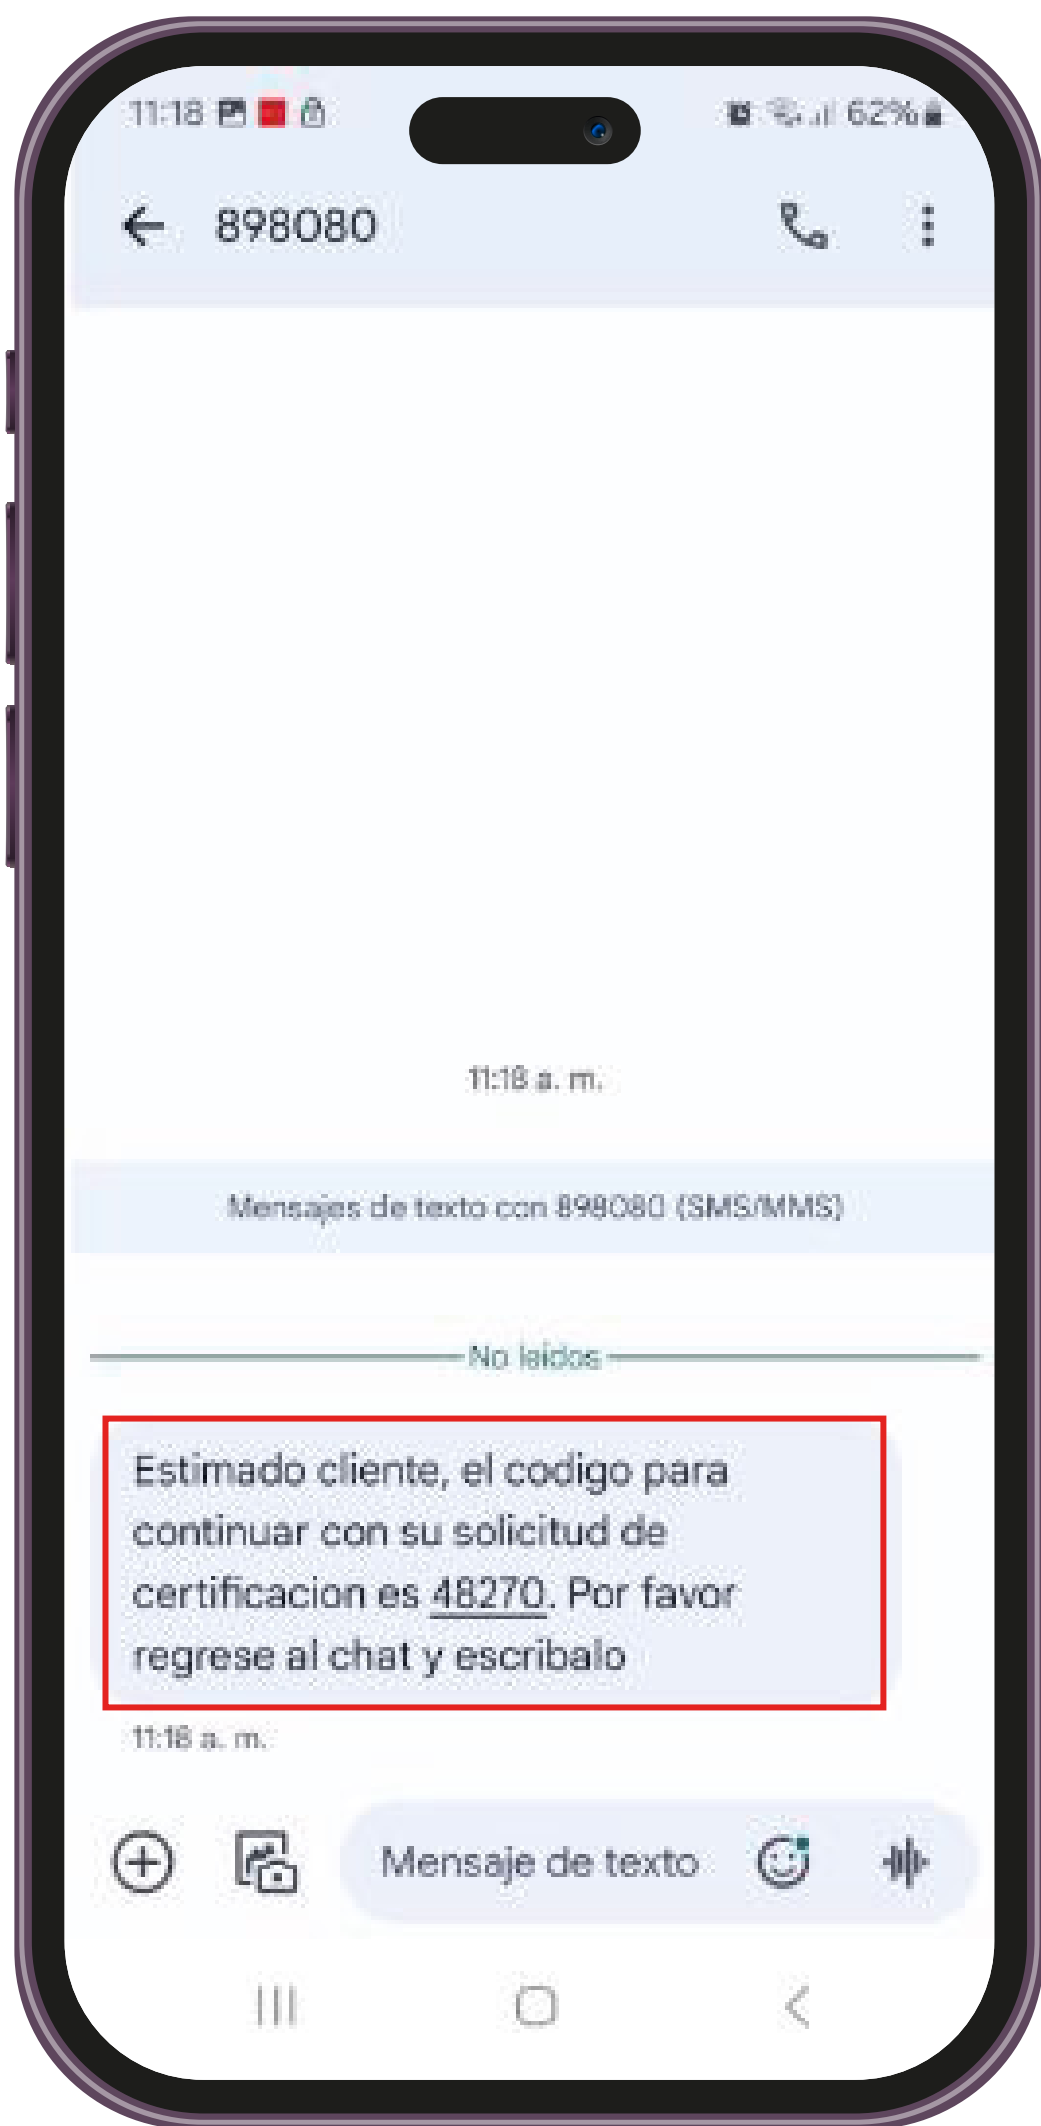 11:18 62%
898080
11:18 a. m.
Mensajes de texto con 898080 (SMS/MMS)
No leídos
Estimado cliente, el codigo para
continuar con su solicitud de
certificacion es 48270. Por favor
regrese al chat y escribalo
11:18 a. m.
Mensaje de texto